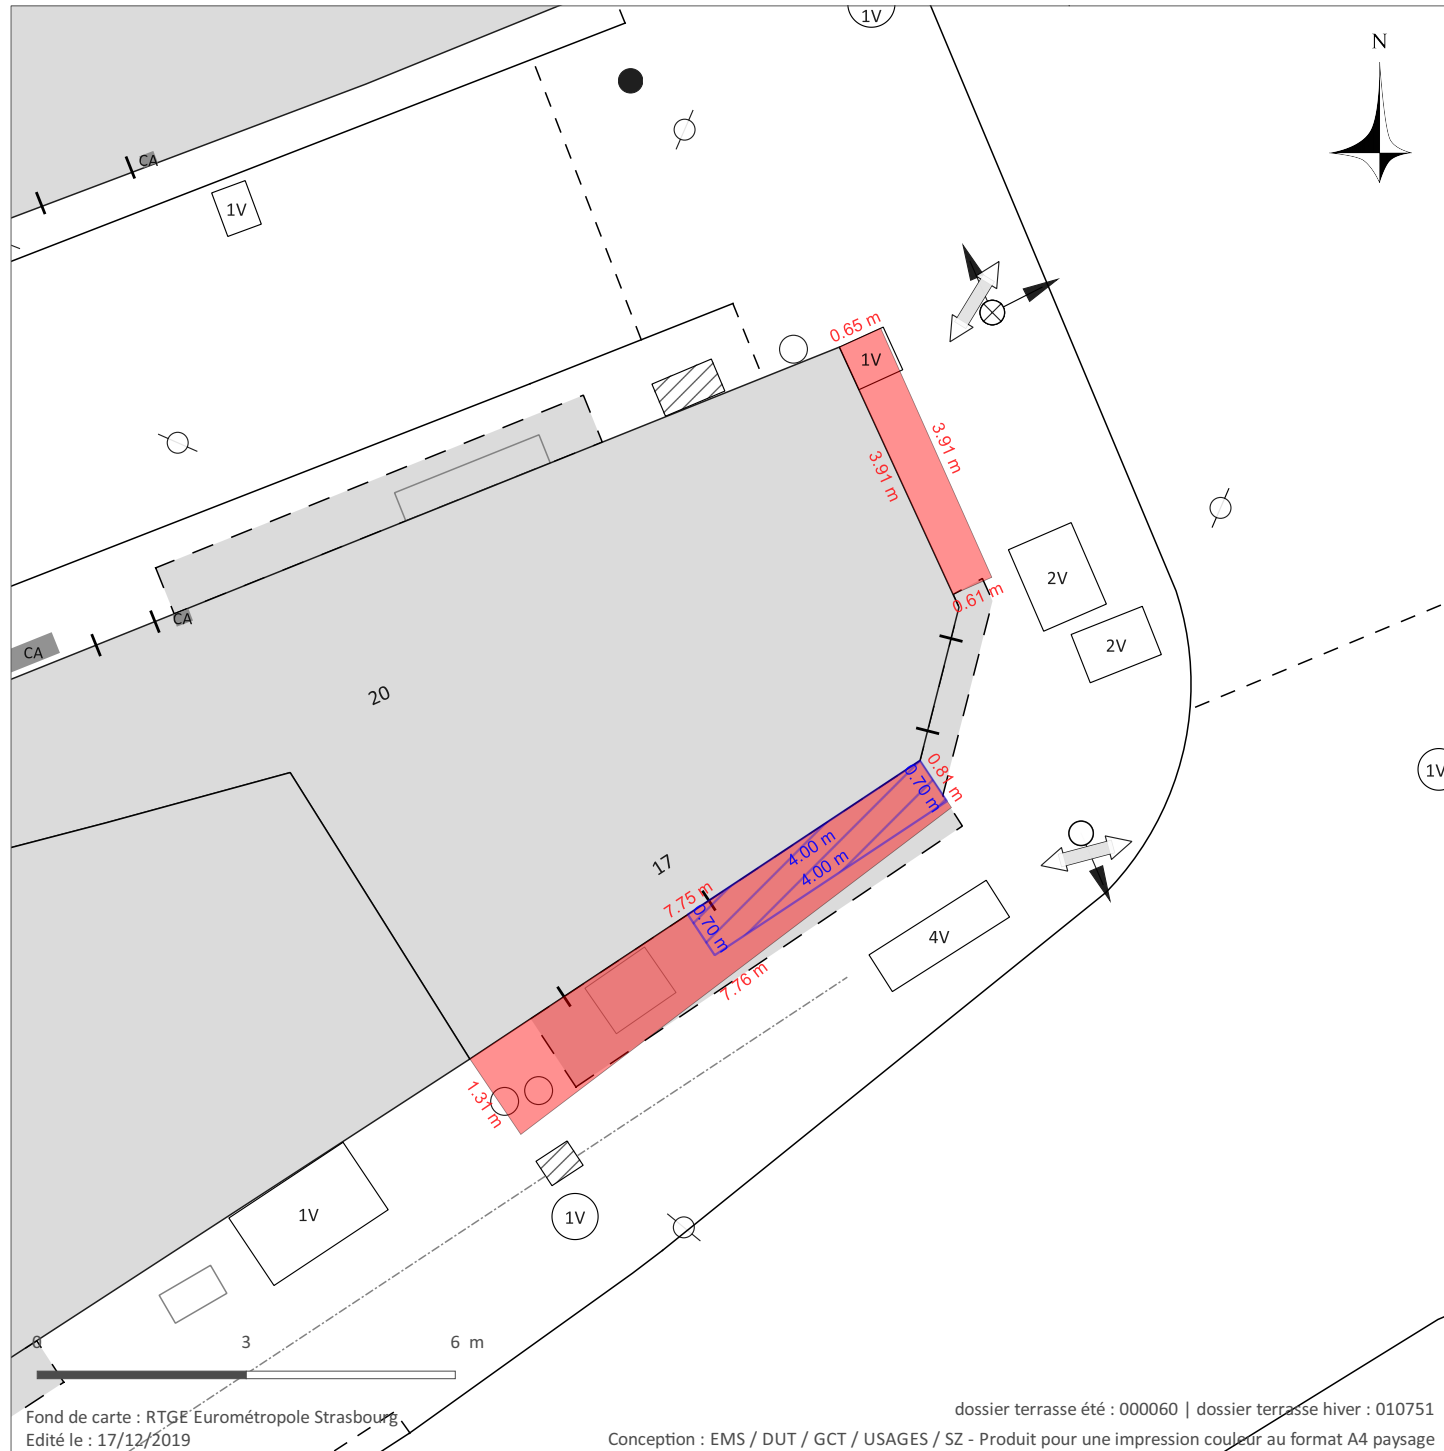 1V
N
CA
1V
0.65 m
1V
3.91 m
3.91 m
2V
0.61 m
CA
2V
CA
20
0.81 m
0.70 m
1V
4.00 m
4.00 m
17
7.75 m
0.70 m
4V
7.76 m
1.31 m
1V
1V
0 3 6 m
Fond de carte : RTGE Eurométropole Strasbourg
Edité le : 17/12/2019
dossier terrasse été : 000060 | dossier terrasse hiver : 010751
Conception : EMS / DUT / GCT / USAGES / SZ - Produit pour une impression couleur au format A4 paysage